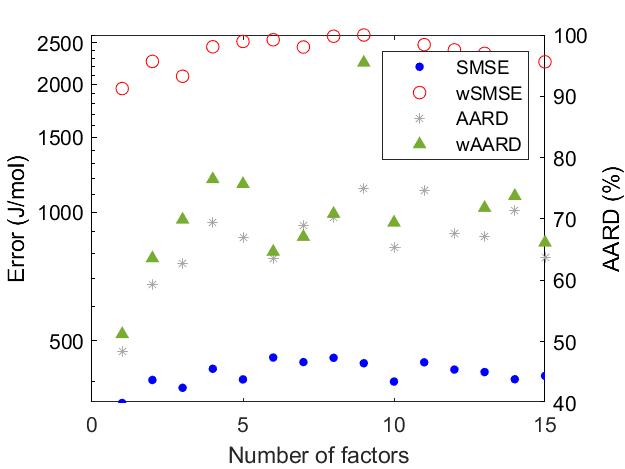 Error (J/mol)
2500
2000
1500
1000
500
SMSE
wSMSE
AARD
wAARD
100
90
80
70
60
50
40
AARD (%)
0 5 10 15
Number of factors